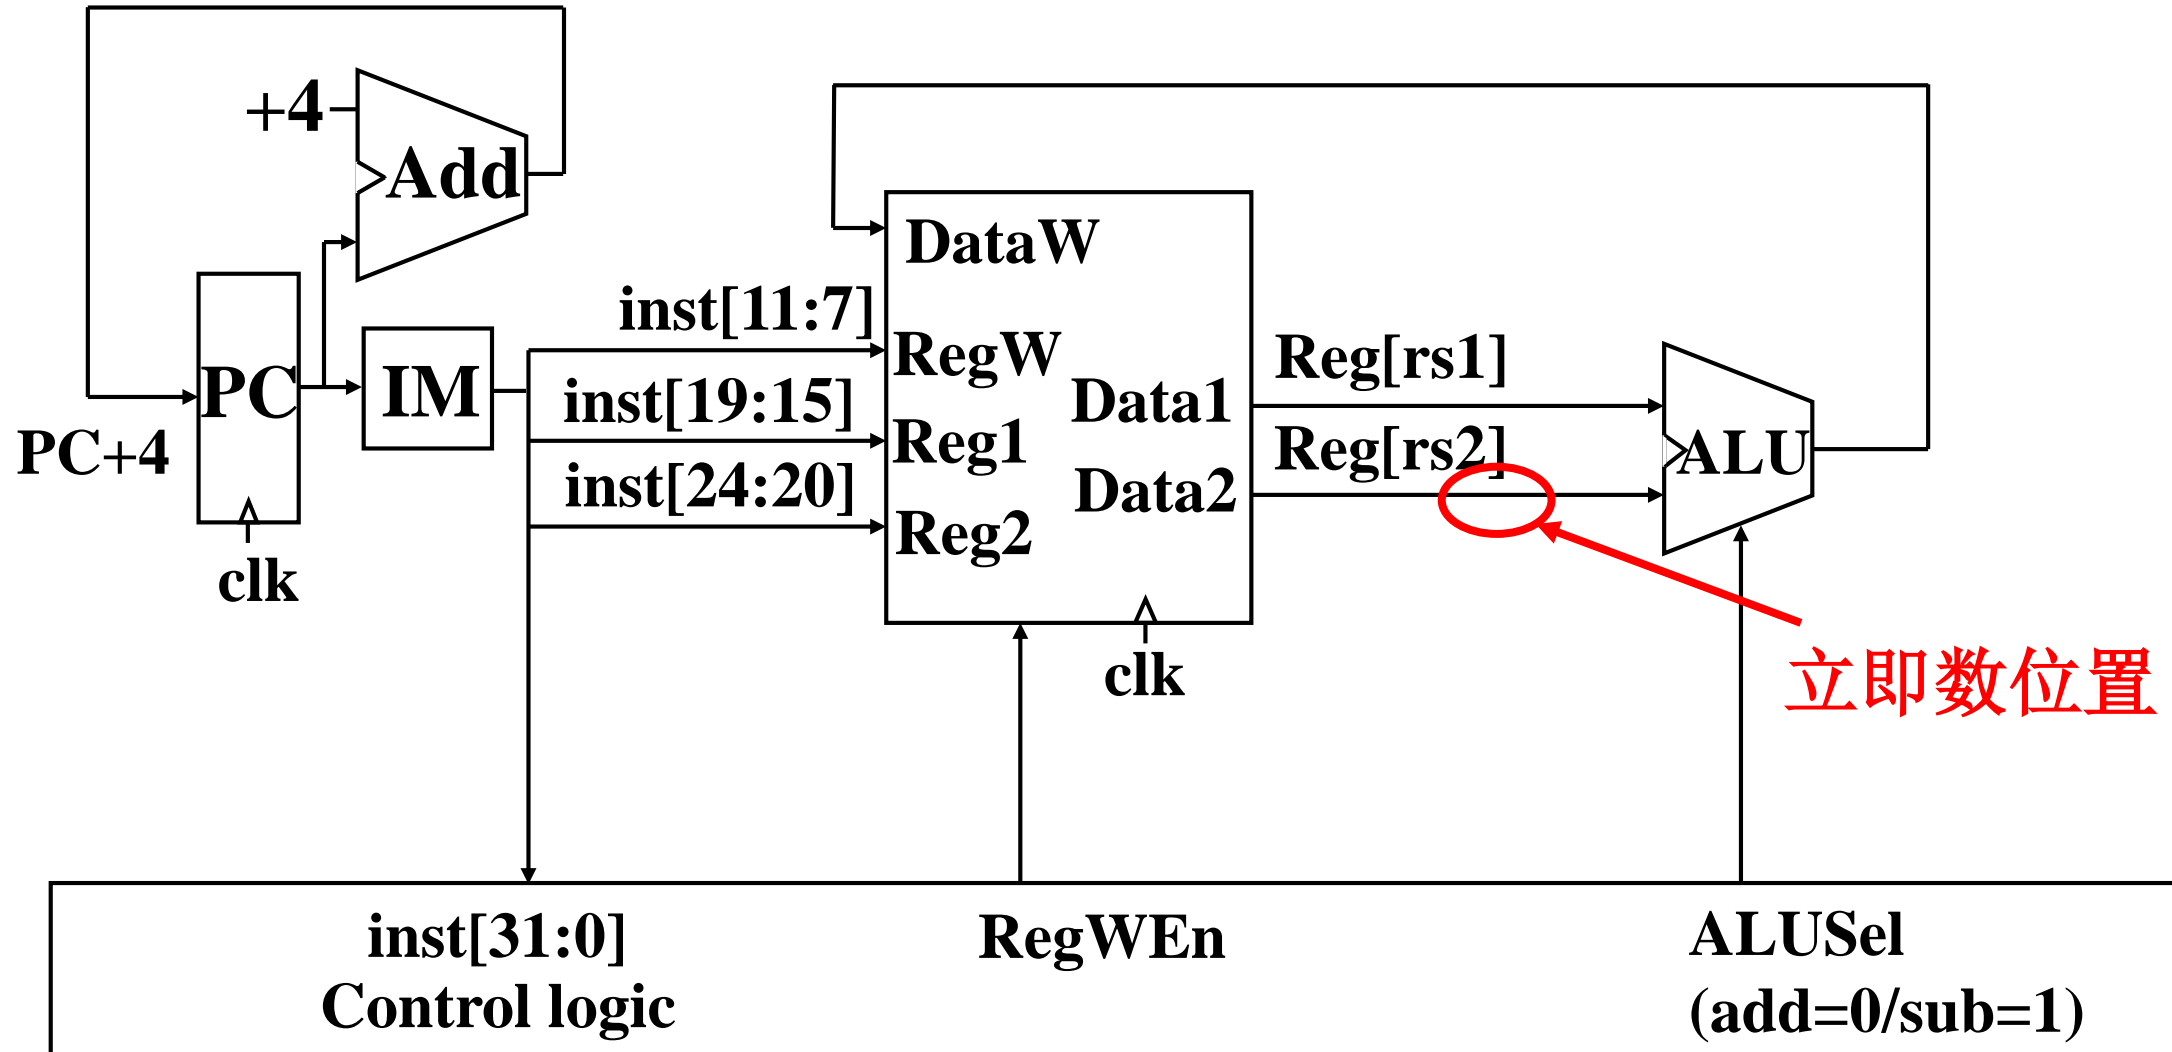 +4
Add
DataW
inst[11:7]
RegW
Reg[rs1]
PC
IM
inst[19:15]
Data1
PC+4
Reg1
Reg[rs2]
ALU
inst[24:20]
Data2
Reg2
clk
clk
立即数位置
inst[31:0]
RegWEn
ALUSel
Control logic
(add=0/sub=1)